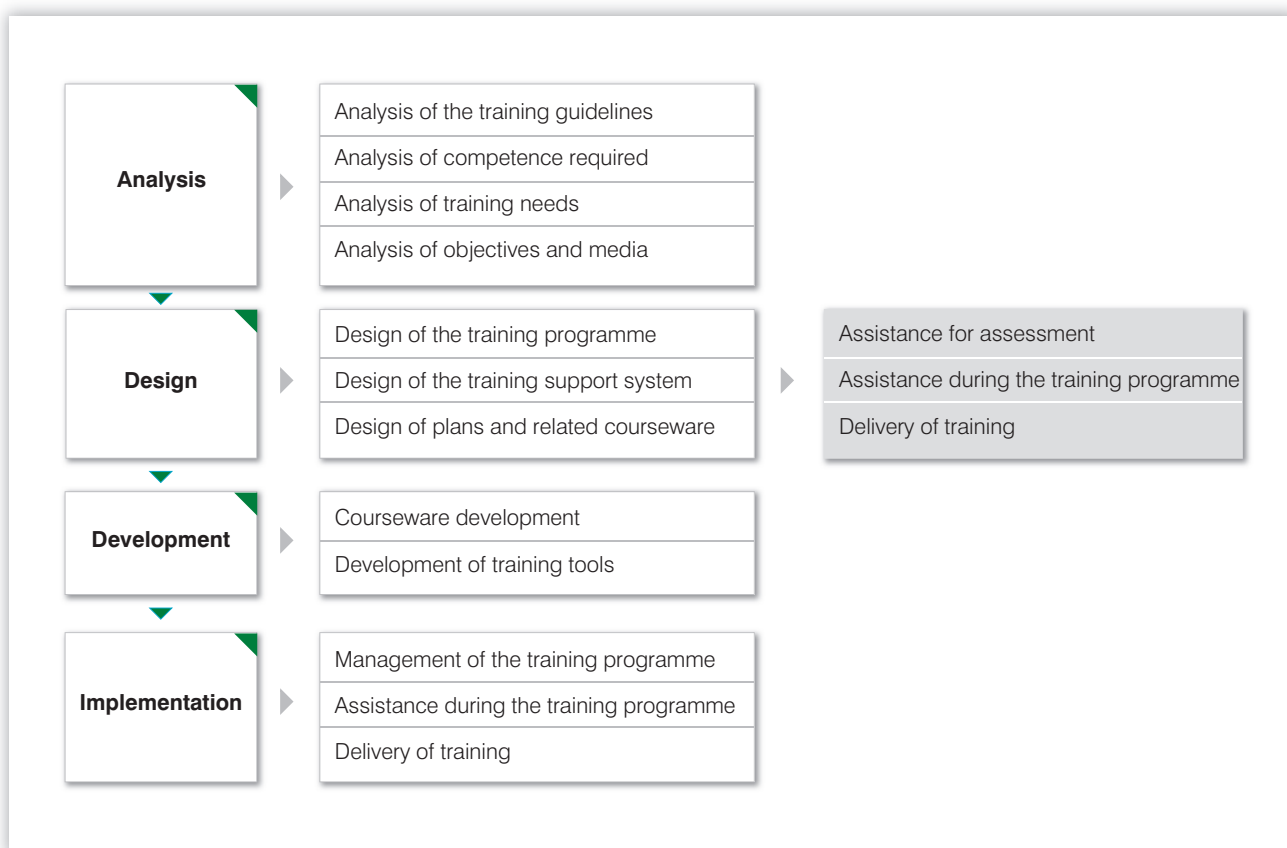 Analysis
Analysis of the training guidelines
Analysis of competence required
Analysis of training needs
Analysis of objectives and media
Design
Design of the training programme
Design of the training support system
Design of plans and related courseware
Assistance for assessment
Assistance during the training programme
Delivery of training
Development
Courseware development
Development of training tools
Implementation
Management of the training programme
Assistance during the training programme
Delivery of training